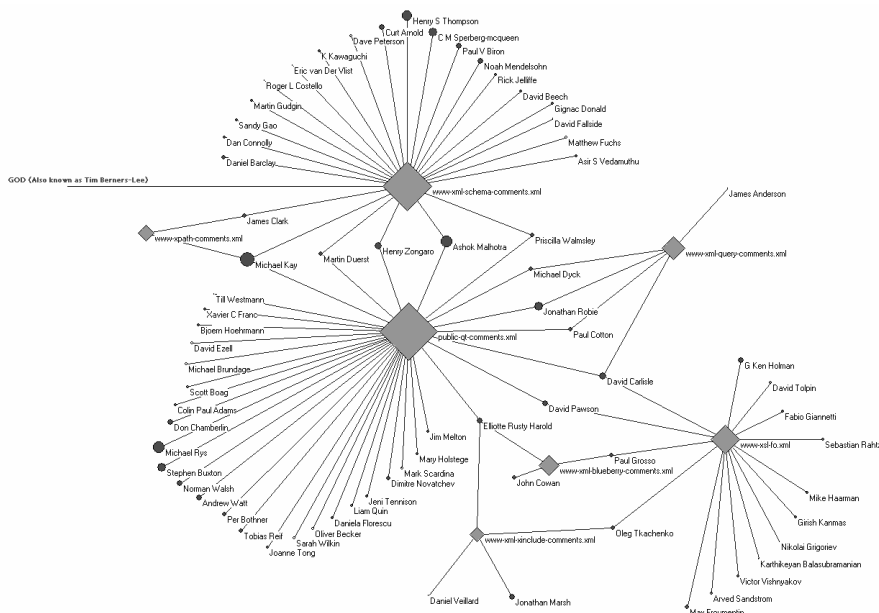 Henry S Thompson
Curt Arnold
C M Sperberg-mcqueen
Dave Peterson
Paul V Biron
K Kawaguchi
Noah Mendelsohn
Eric van Der Vlist
Rick Jelliffe
Roger L Costello
David Beech
Martin Gudgin
Gignac Donald
Sandy Gao
David Fallside
Dan Connolly
Matthew Fuchs
Daniel Barclay
Asir S Vedamuthu
GOD (Also known as Tim Berners-Lee)
www-xml-schema-comments.xml
James Anderson
James Clark
www-xpath-comments.xml
Priscilla Walmsley
Henry Zongaro
Ashok Malhotra
www-xml-query-comments.xml
Michael Kay
Martin Duerst
Michael Dyck
Till Westmann
Xavier C Franc
Jonathan Robie
Bjoern Hoehrmann
Paul Cotton
public-qt-comments.xml
David Ezell
Michael Brundage
G Ken Holman
David Carlisle
Scott Boag
David Tolpin
Colin Paul Adams
David Pawson
Don Chamberlin
Elliotte Rusty Harold
Fabio Giannetti
Jim Melton
www-xsl-fo.xml
Sebastian Raht
Michael Rys
Mary Holstege
Paul Grosso
Stephen Buxton
Mark Scardina
www-xml-blueberry-comments.xml
Norman Walsh
Dimitre Novatchev
John Cowan
Andrew Watt
Jeni Tennison
Mike Haarman
Liam Quin
Per Bothner
Daniela Florescu
Girish Kanmas
Tobias Reif
Oliver Becker
Oleg Tkachenko
Sarah Wilkin
www-xml-xinclude-comments.xml
Nikolai Grigoriev
Joanne Tong
Karthikeyan Balasubramanian
Victor Vishnyakov
Daniel Veillard
Jonathan Marsh
Arved Sandstrom
Max Froumentin